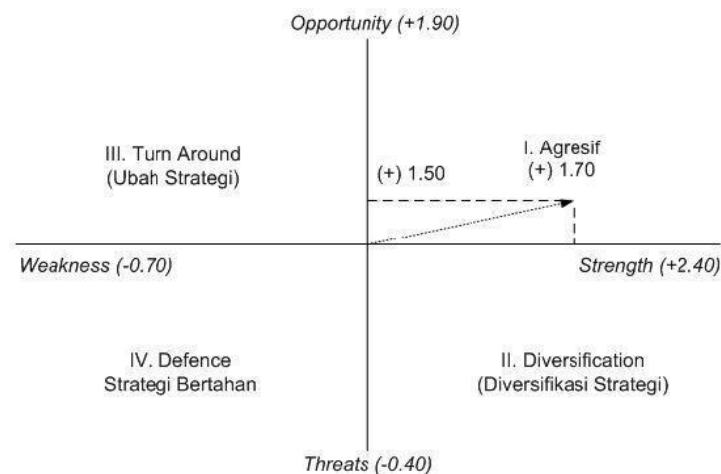 Opportunity (+1.90)
III. Turn Around
(Ubah Strategi)
(+) 1.50
I. Agresif
(+) 1.70
Weakness (-0.70)
Strength (+2.40)
IV. Defence
Strategi Bertahan
II. Diversification
(Diversifikasi Strategi)
Threats (-0.40)